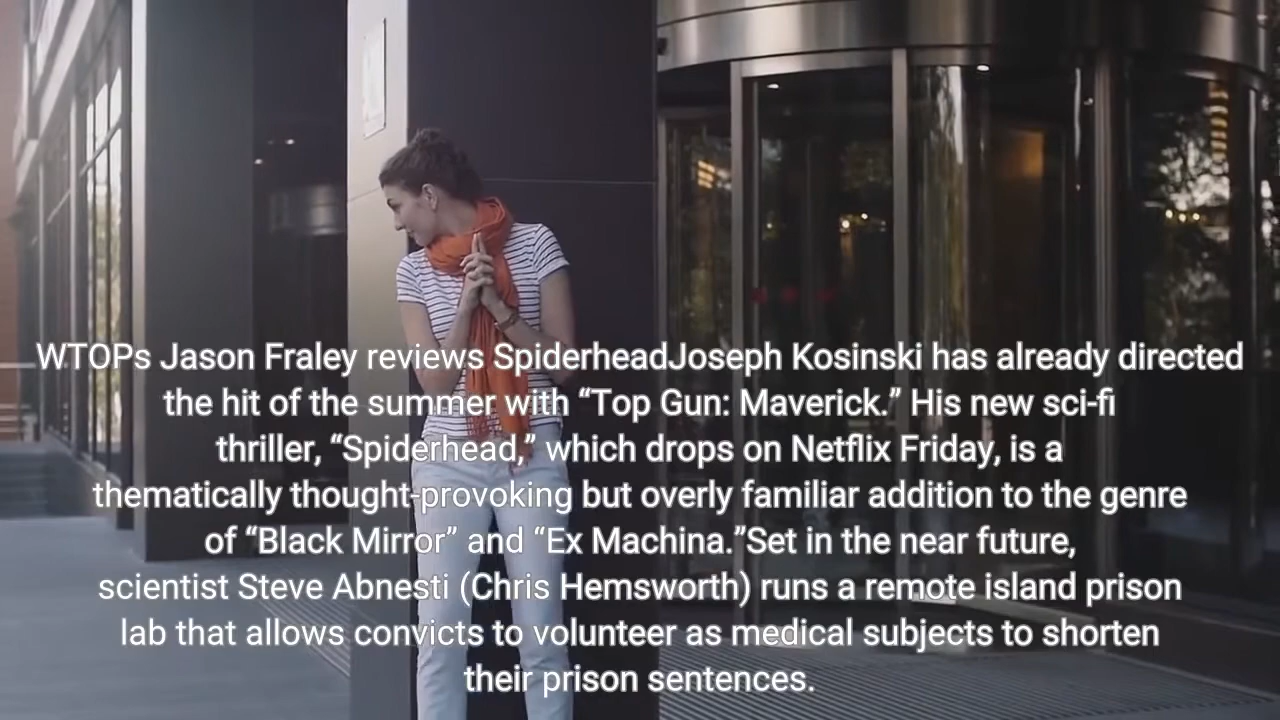 WTOPs Jason Fraley reviews SpiderheadJoseph Kosinski has already directed
the hit of the summer with “Top Gun: Maverick.” His new sci-fi
thriller, “Spiderhead,” which drops on Netflix Friday, is a
thematically thought-provoking but overly familiar addition to the genre
of “Black Mirror” and “Ex Machina.”Set in the near future,
scientist Steve Abnesti (Chris Hemsworth) runs a remote island prison
lab that allows convicts to volunteer as medical subjects to shorten
their prison sentences.